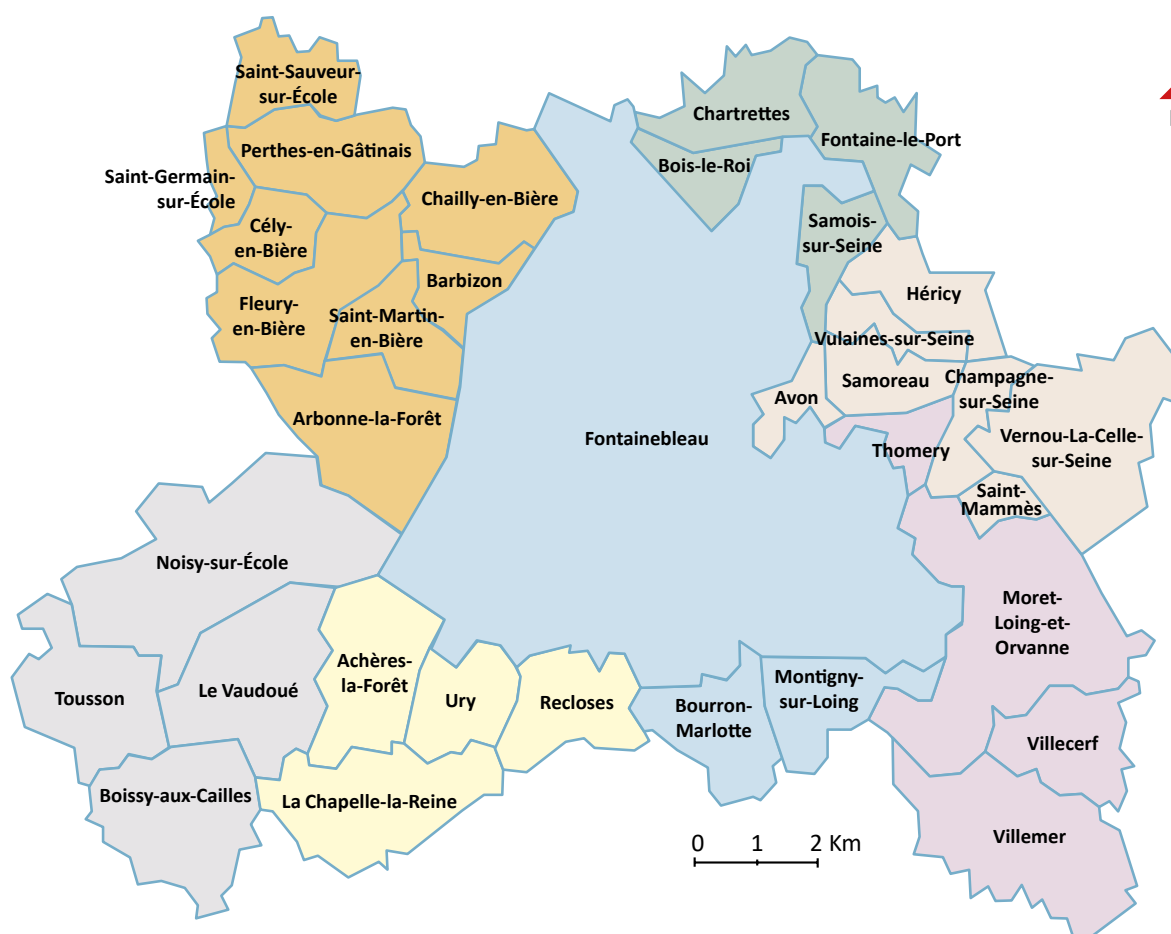 Saint-Sauveur-
sur-École
Perthes-en-Gâtinais
Saint-Germain-
sur-École
Cély-
en-Bière
Chailly-en-Bière
Barbizon
Fleury-
en-Bière
Saint-Martin-
en-Bière
Arbonne-la-Forêt
Chartrettes
Bois-le-Roi
Fontaine-le-Port
Samois-
sur-Seine
Héricy
Vulaines-sur-Seine
Samoreau
Champagne-
sur-Seine
Avon
Vernou-La-Celle-
sur-Seine
Fontainebleau
Thomery
Saint-
Mammès
Noisy-sur-École
Moret-
Loing-et-
Orvanne
Achères-
la-Forêt
Le Vaudoué
Tousson
Ury
Recloses
Bourron-
Marlotte
Montigny-
sur-Loing
Villecerf
Boissy-aux-Cailles
La Chapelle-la-Reine
Villemer
0 1 2 Km